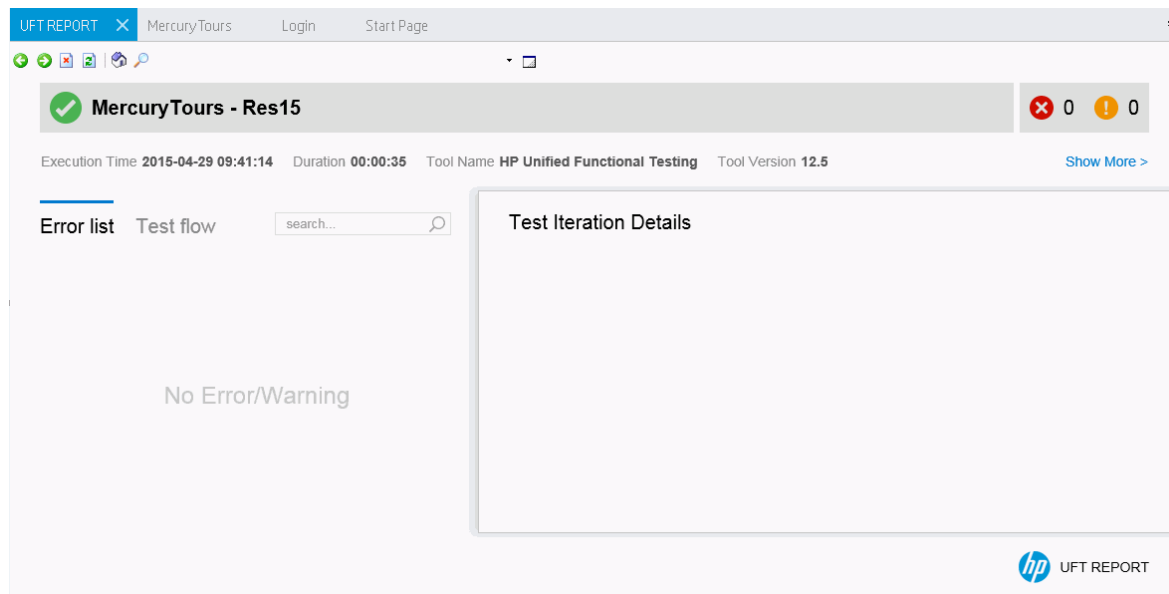 UFT REPORT MercuryTours Login Start Page
MercuryTours - Res15 0 0
Execution Time 2015-04-29 09:41:14 Duration 00:00:35 Tool Name HP Unified Functional Testing Tool Version 12.5 Show More >
Error list Test flow search... Test Iteration Details
No Error/Warning
hp UFT REPORT